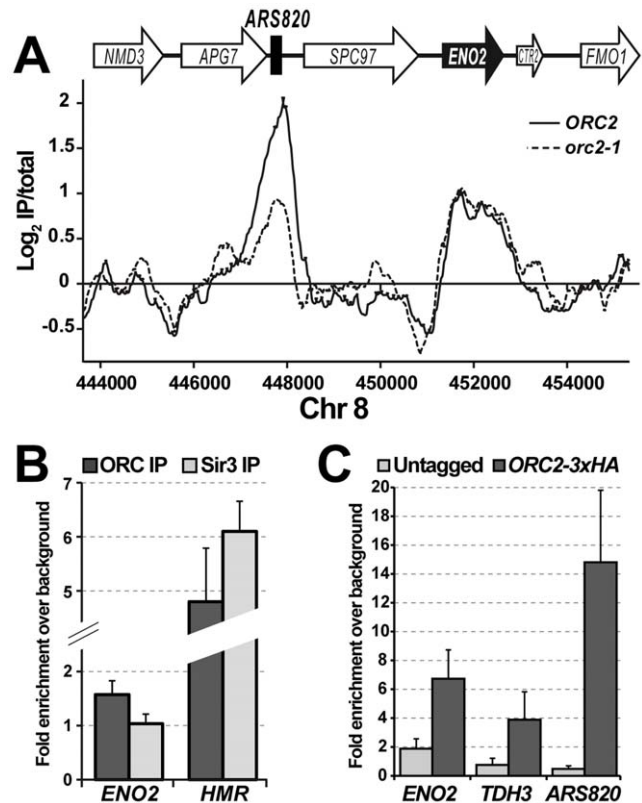 ARS820
A
NMD3 APG7 SPC97 ENO2 CTR2 FMO1
2
ORC2
orc2-1
1
0.5
0
-0.5
Log2 IP/total
444000 446000 448000 450000 452000 454000
Chr 8
B
ORC IP Sir3 IP
7
6
5
2
1
0
Fold enrichment over background
ENO2 HMR
C
Untagged ORC2-3xHA
20
18
16
14
12
10
8
6
4
2
0
Fold enrichment over background
ENO2 TDH3 ARS820